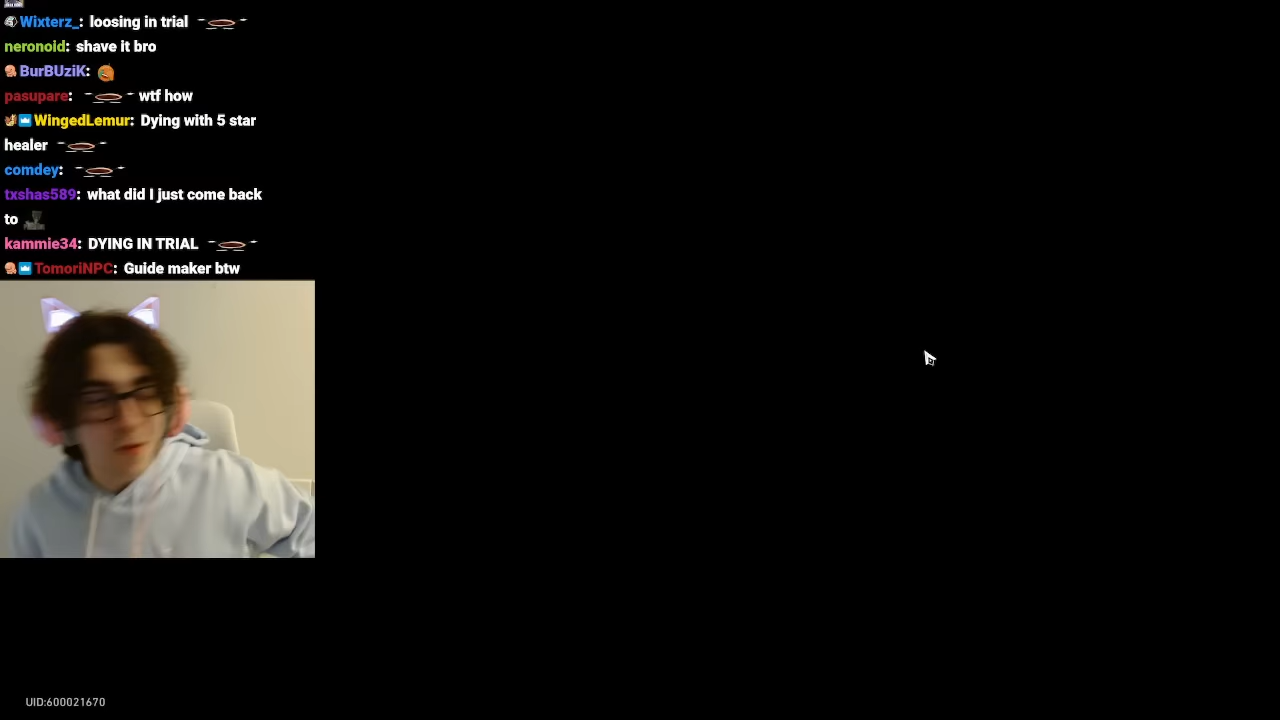 Wixterz_: loosing in trial
neronoid: shave it bro
BurBUziK:
pasupare: wtf how
WingedLemur: Dying with 5 star
healer
comdey:
txshas589: what did I just come back
to
kammie34: DYING IN TRIAL
TomoriNPC: Guide maker btw
UID:600021670